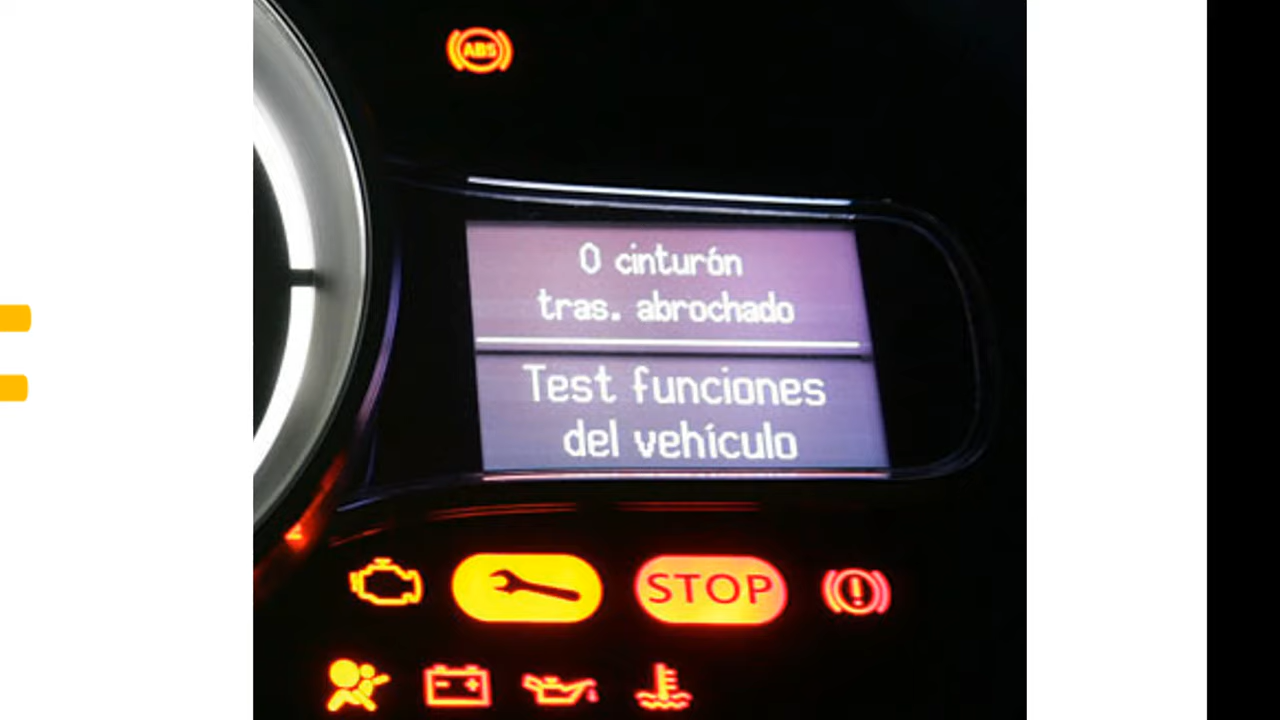 ABS
0 cinturón
tras. abrochado
Test funciones
del vehículo
STOP